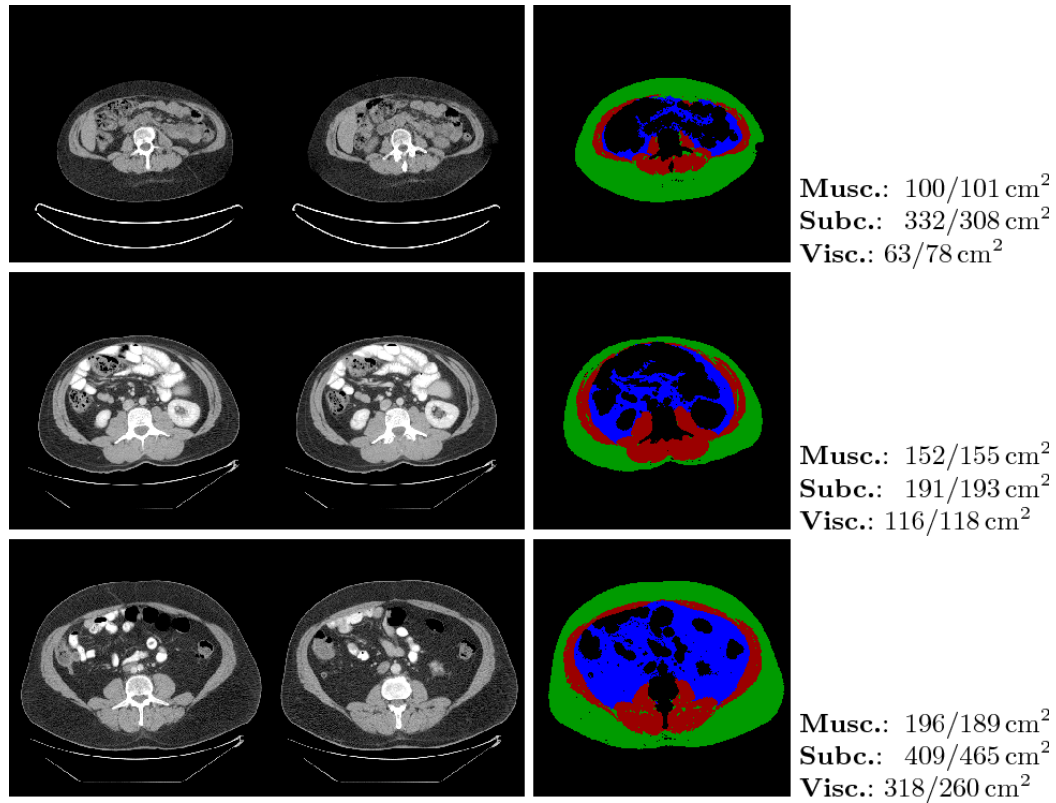 Musc.: 100/101 cm²
Subc.: 332/308 cm²
Visc.: 63/78 cm²
Musc.: 152/155 cm²
Subc.: 191/193 cm²
Visc.: 116/118 cm²
Musc.: 196/189 cm²
Subc.: 409/465 cm²
Visc.: 318/260 cm²